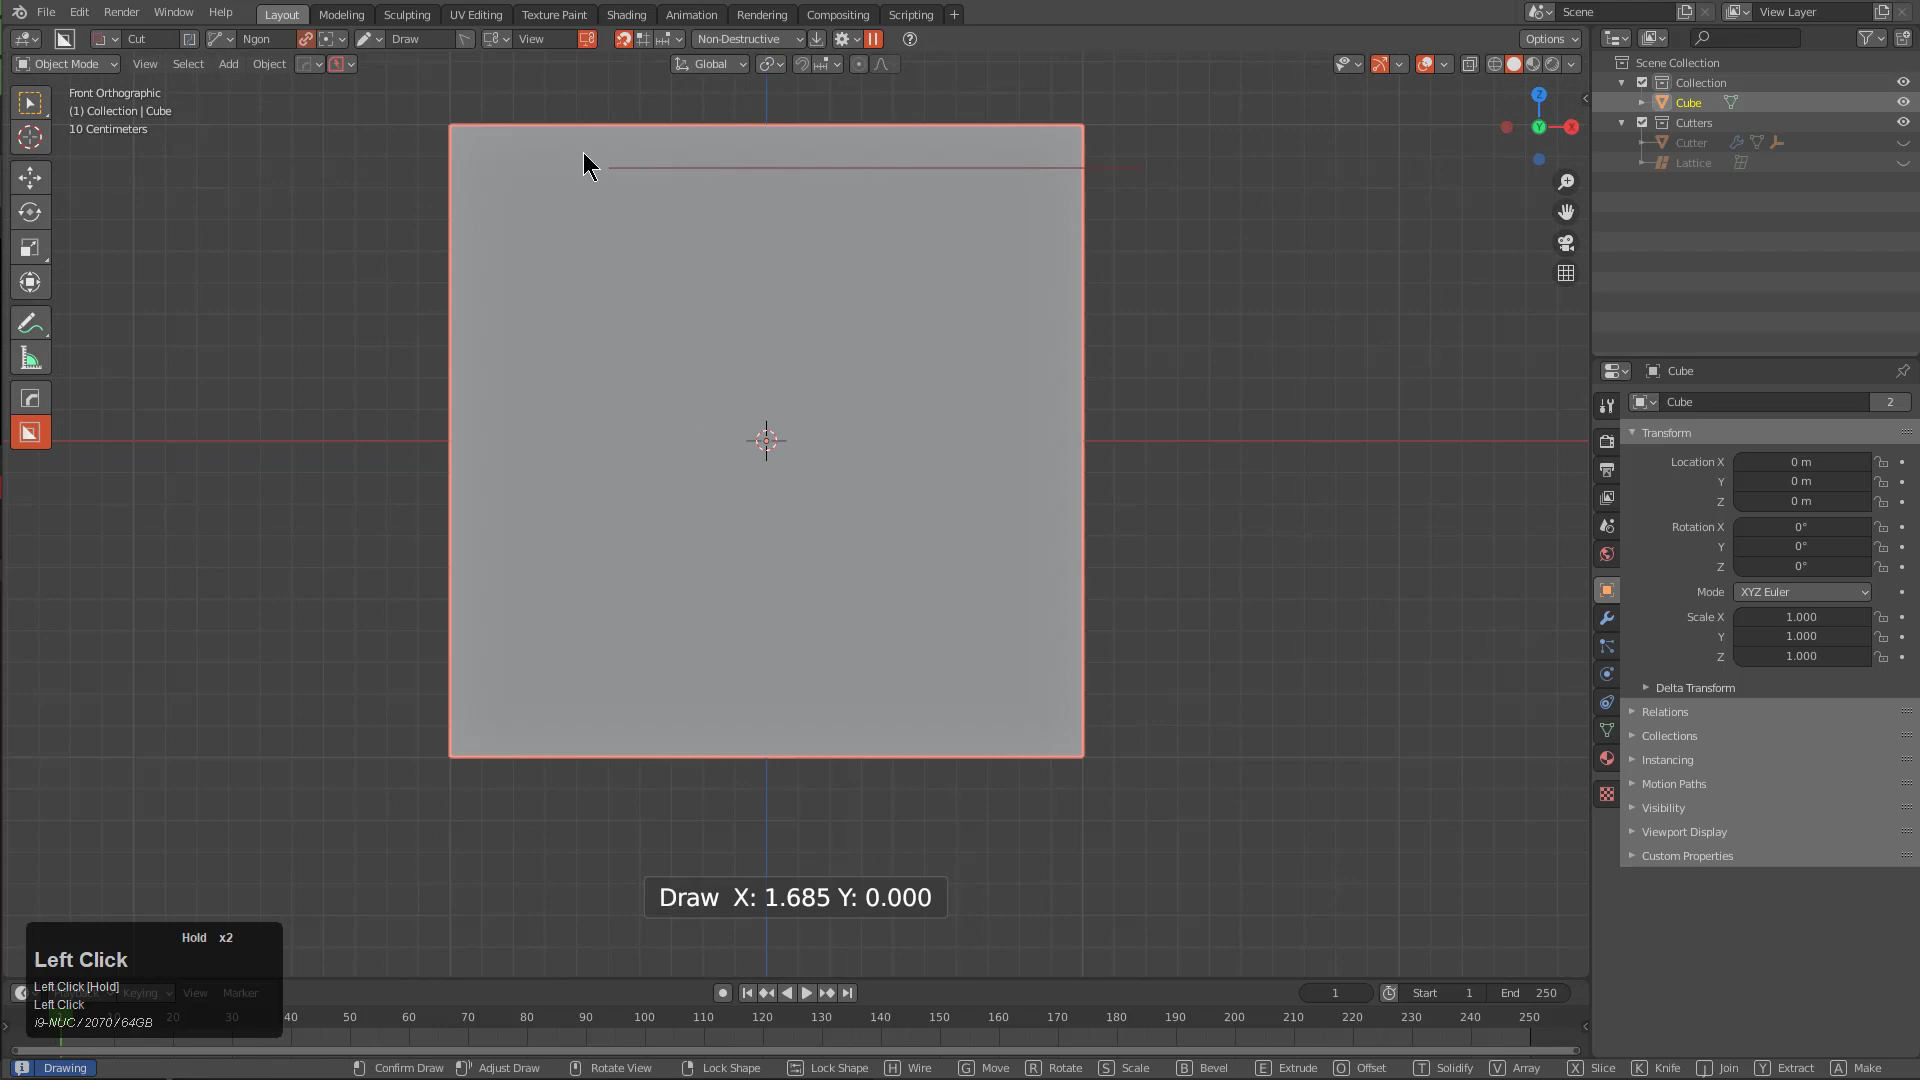 File Edit Render Window Help Layout Modeling Sculpting UV Editing Texture Paint Shading Animation Rendering Compositing Scripting + Scene View Layer
Cut Ngon Draw View Non-Destructive Options
Object Mode View Select Add Object Global
Front Orthographic
(1) Collection | Cube
10 Centimeters
Z
Y
X
Scene Collection
Collection
Cube
Cutters
Cutter
Lattice
Cube
Cube 2
Transform
Location X 0 m
Y 0 m
Z 0 m
Rotation X 0°
Y 0°
Z 0°
Mode XYZ Euler
Scale X 1.000
Y 1.000
Z 1.000
Delta Transform
Relations
Collections
Instancing
Motion Paths
Visibility
Viewport Display
Custom Properties
Draw X: 1.685 Y: 0.000
Hold x2
Left Click
Left Click [Hold]
Left Click
i9-NUC / 2070 / 64GB
Playback Keying View Marker 1 Start 1 End 250
10 20 30 40 50 60 70 80 90 100 110 120 130 140 150 160 170 180 190 200 210 220 230 240 250
Drawing Confirm Draw Adjust Draw Rotate View Lock Shape Lock Shape H Wire G Move R Rotate S Scale B Bevel E Extrude O Offset T Solidify V Array X Slice K Knife J Join Y Extract A Make